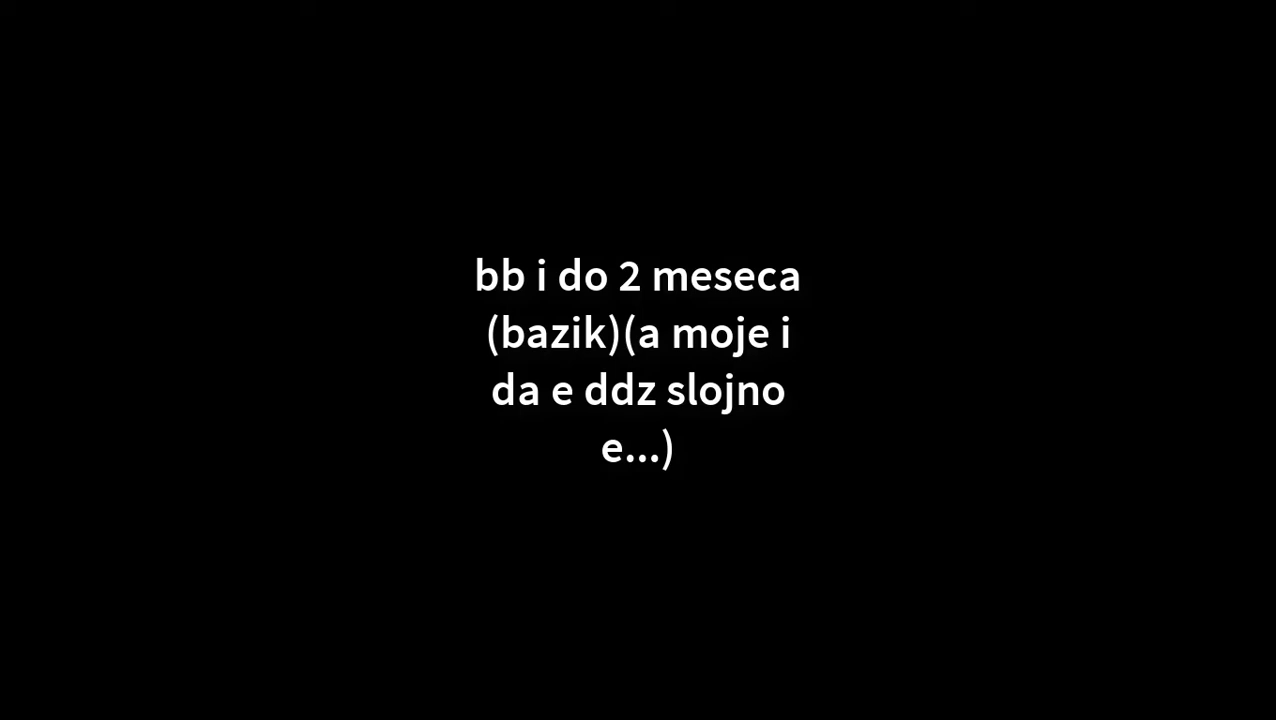 bb i do 2 meseca
(bazik)(a moje i
da e ddz slojno
e...)